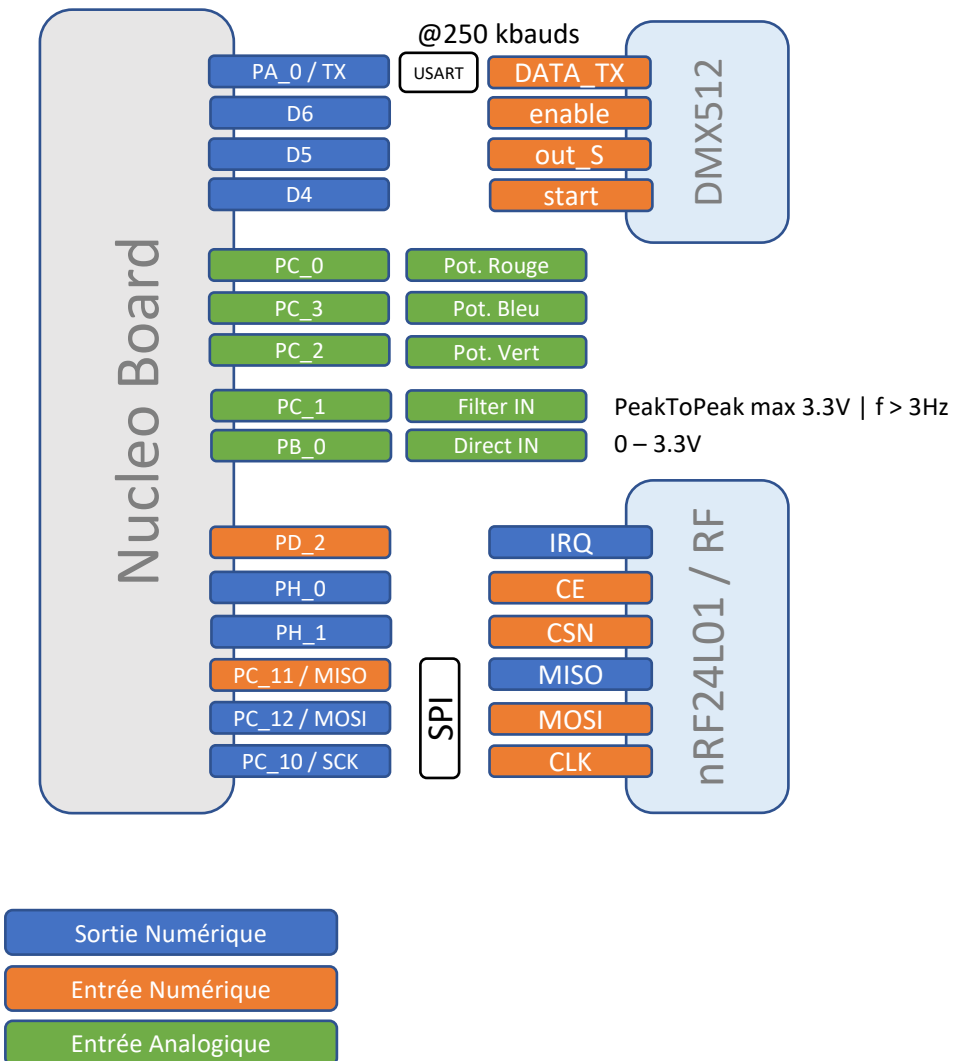 @250 kbauds
PA_0 / TX
USART
DATA_TX
D6
enable
D5
out_S
D4
start
DMX512
Nucleo Board
PC_0
Pot. Rouge
PC_3
Pot. Bleu
PC_2
Pot. Vert
PC_1
Filter IN
PeakToPeak max 3.3V | f > 3Hz
PB_0
Direct IN
0 – 3.3V
PD_2
IRQ
PH_0
CE
PH_1
CSN
PC_11 / MISO
MISO
PC_12 / MOSI
SPI
MOSI
PC_10 / SCK
CLK
nRF24L01 / RF
Sortie Numérique
Entrée Numérique
Entrée Analogique